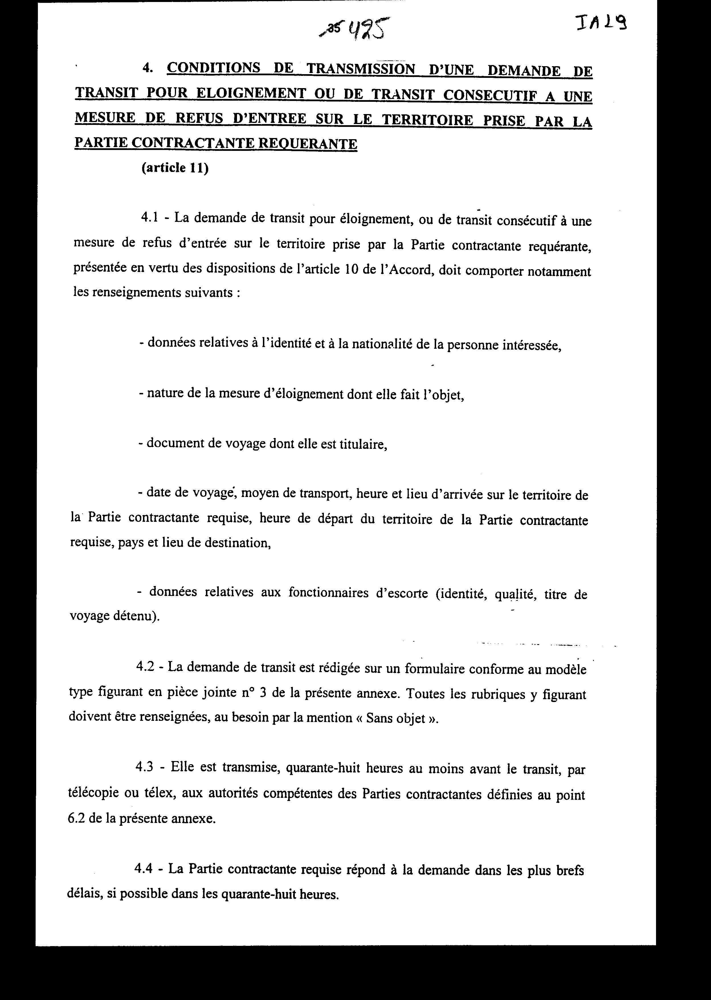 35 495
IA29
4. CONDITIONS DE TRANSMISSION D'UNE DEMANDE DE
TRANSIT POUR ELOIGNEMENT OU DE TRANSIT CONSECUTIF A UNE
MESURE DE REFUS D'ENTREE SUR LE TERRITOIRE PRISE PAR LA
PARTIE CONTRACTANTE REQUERANTE
(article 11)
4.1 - La demande de transit pour éloignement, ou de transit consécutif à une
mesure de refus d'entrée sur le territoire prise par la Partie contractante requérante,
présentée en vertu des dispositions de l'article 10 de l'Accord, doit comporter notamment
les renseignements suivants :
- données relatives à l'identité et à la nationalité de la personne intéressée,
- nature de la mesure d'éloignement dont elle fait l'objet,
- document de voyage dont elle est titulaire,
- date de voyage, moyen de transport, heure et lieu d'arrivée sur le territoire de
la Partie contractante requise, heure de départ du territoire de la Partie contractante
requise, pays et lieu de destination,
- données relatives aux fonctionnaires d'escorte (identité, qualité, titre de
voyage détenu).
4.2 - La demande de transit est rédigée sur un formulaire conforme au modèle
type figurant en pièce jointe n° 3 de la présente annexe. Toutes les rubriques y figurant
doivent être renseignées, au besoin par la mention « Sans objet ».
4.3 - Elle est transmise, quarante-huit heures au moins avant le transit, par
télécopie ou télex, aux autorités compétentes des Parties contractantes définies au point
6.2 de la présente annexe.
4.4 - La Partie contractante requise répond à la demande dans les plus brefs
délais, si possible dans les quarante-huit heures.